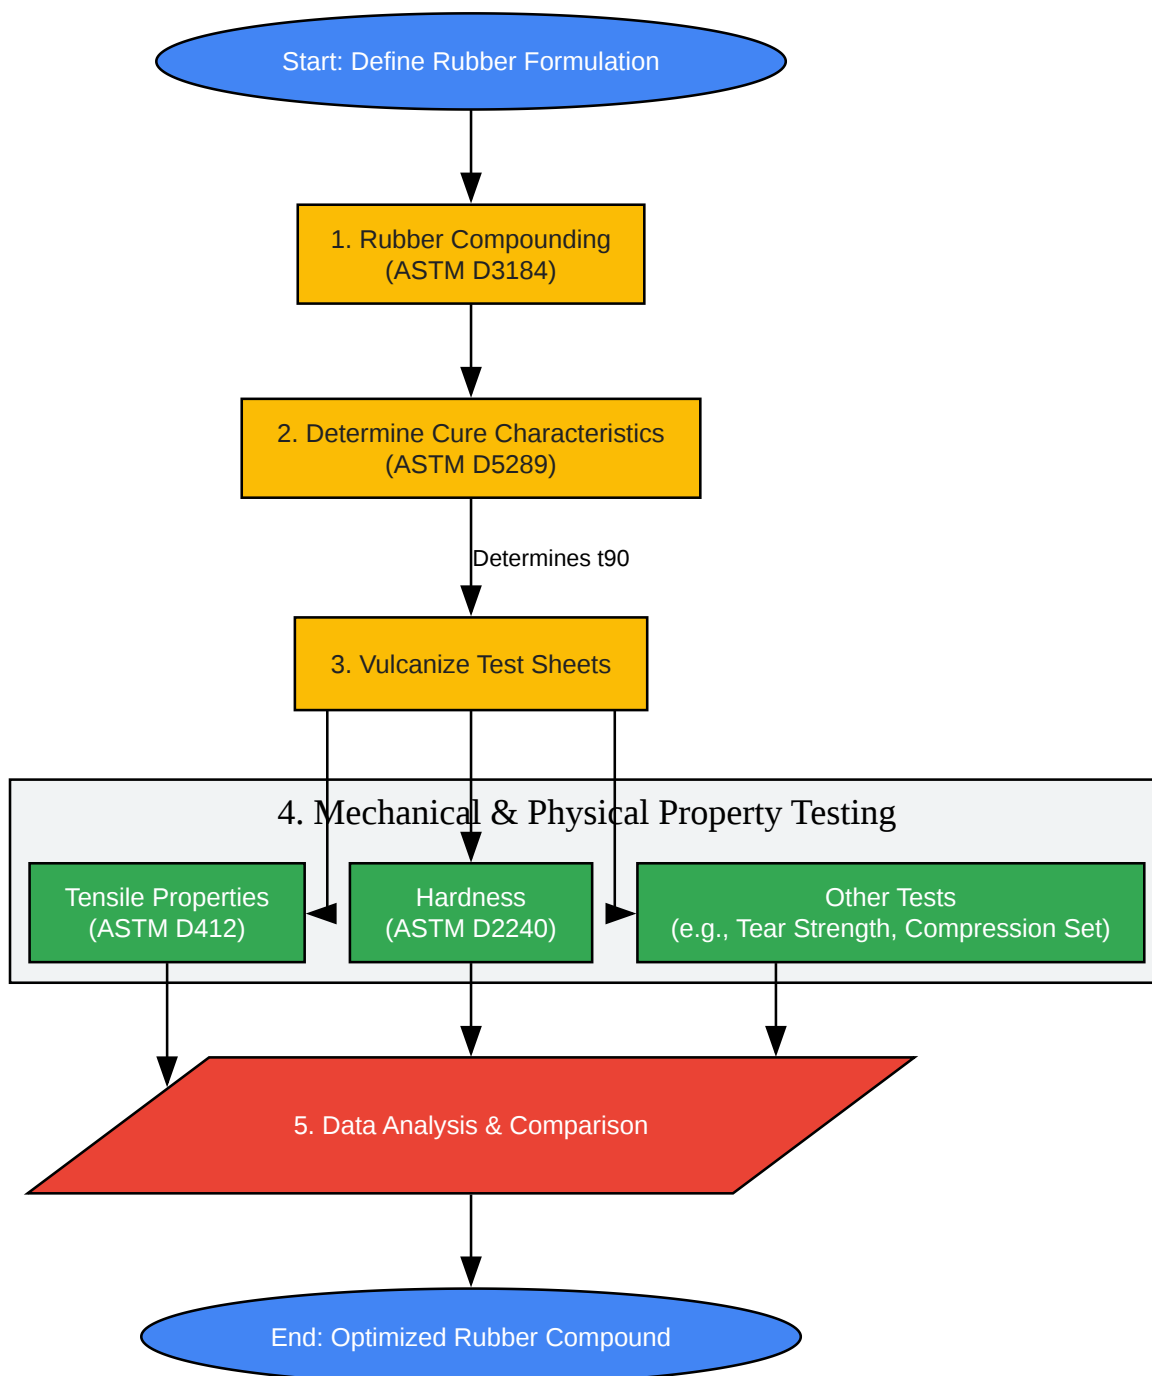 Start: Define Rubber Formulation
1. Rubber Compounding
(ASTM D3184)
2. Determine Cure Characteristics
(ASTM D5289)
Determines t90
3. Vulcanize Test Sheets
4. Mechanical & Physical Property Testing
Tensile Properties
(ASTM D412)
Hardness
(ASTM D2240)
Other Tests
(e.g., Tear Strength, Compression Set)
5. Data Analysis & Comparison
End: Optimized Rubber Compound